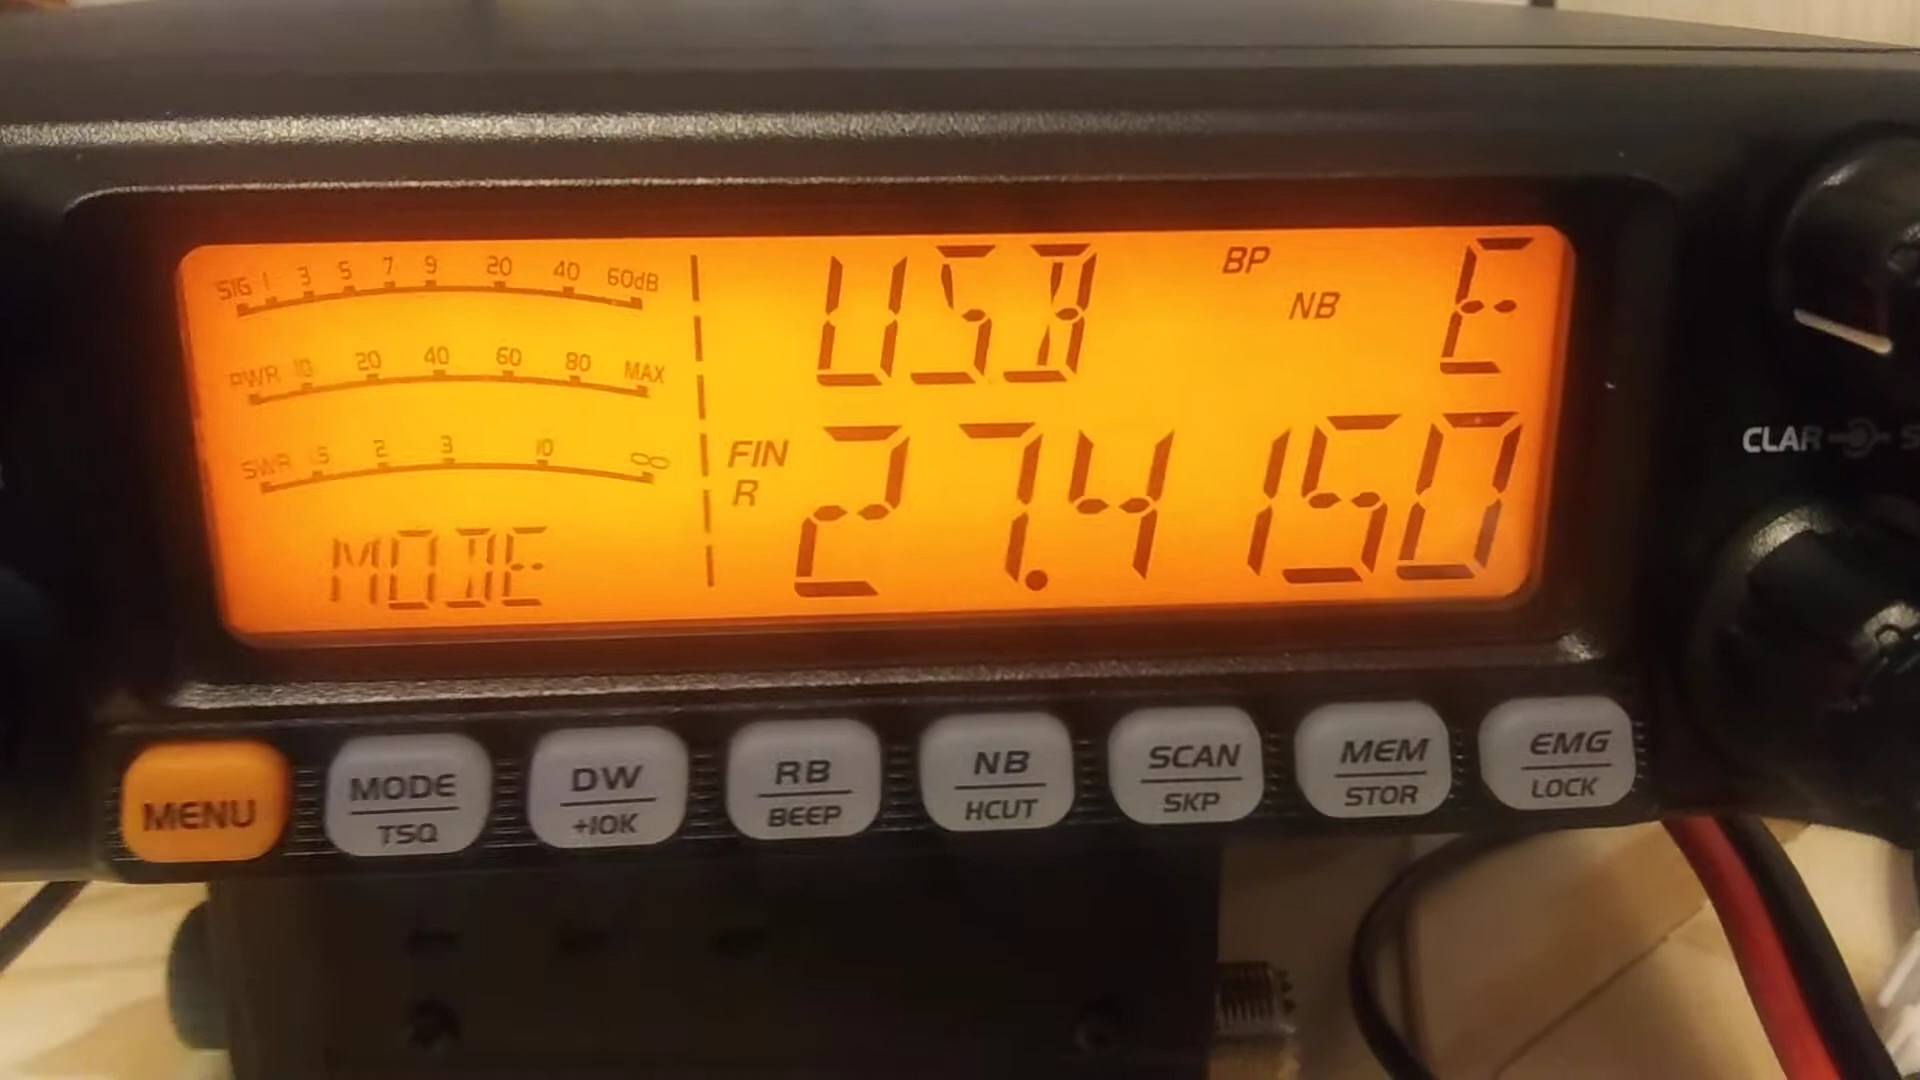 SIG 1 3 5 7 9 20 40 60dB
PWR 10 20 40 60 80 MAX
SWR 1.5 2 3 10 ∞
MODE
USB BP NB E
FIN
R
27.4150
CLAR
MENU
MODE
TSQ
DW
+10K
RB
BEEP
NB
HCUT
SCAN
SKP
MEM
STOR
EMG
LOCK